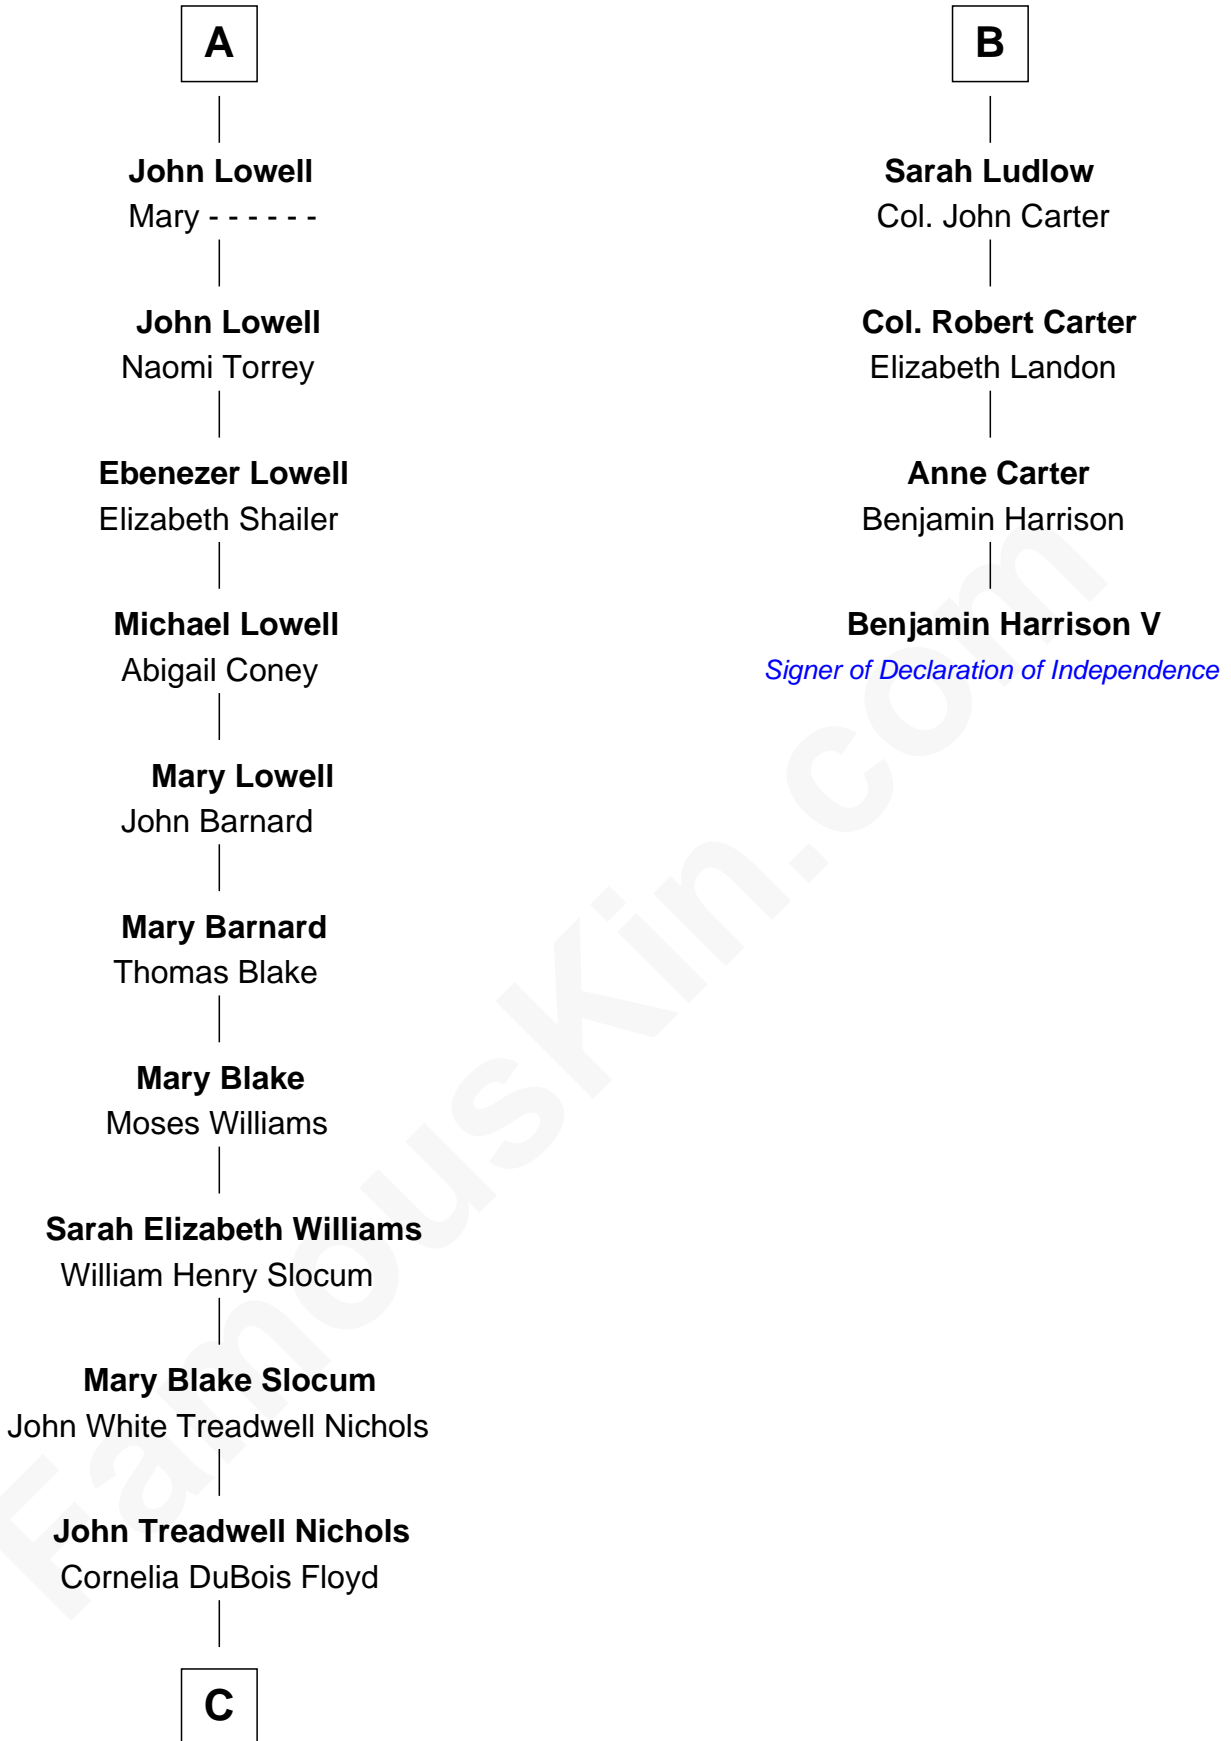 A
John Lowell
Mary - - - - - -
John Lowell
Naomi Torrey
Ebenezer Lowell
Elizabeth Shailer
Michael Lowell
Abigail Coney
Mary Lowell
John Barnard
Mary Barnard
Thomas Blake
Mary Blake
Moses Williams
Sarah Elizabeth Williams
William Henry Slocum
Mary Blake Slocum
John White Treadwell Nichols
John Treadwell Nichols
Cornelia DuBois Floyd
C
B
Sarah Ludlow
Col. John Carter
Col. Robert Carter
Elizabeth Landon
Anne Carter
Benjamin Harrison
Benjamin Harrison V
Signer of Declaration of Independence
FamousKin.com